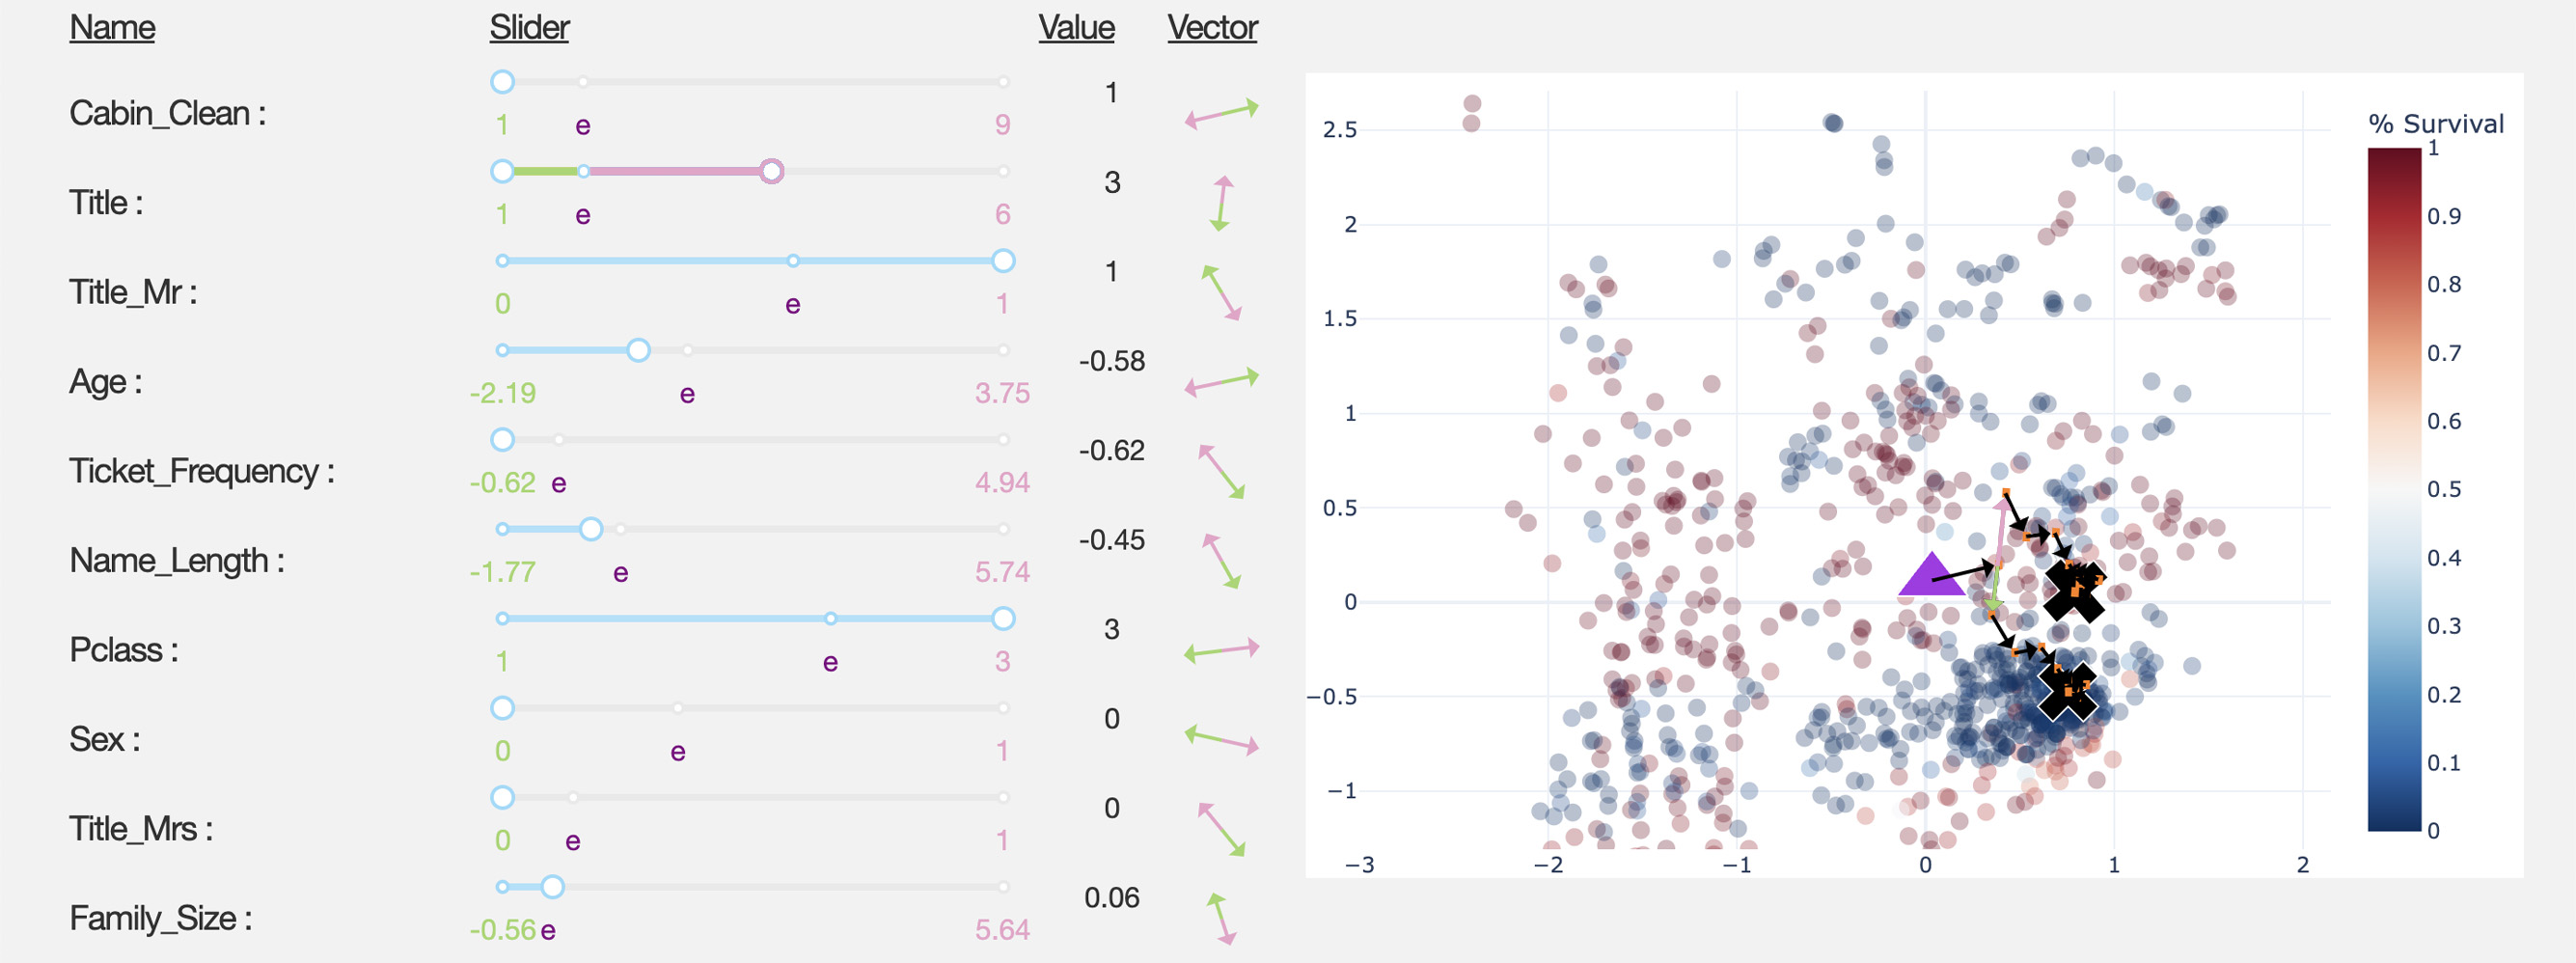 Name Slider Value Vector
Cabin_Clean : 1 e 9 1
Title : 1 e 6 3
Title_Mr : 0 e 1 1
Age : -2.19 e 3.75 -0.58
Ticket_Frequency : -0.62 e 4.94 -0.62
Name_Length : -1.77 e 5.74 -0.45
Pclass : 1 e 3 3
Sex : 0 e 1 0
Title_Mrs : 0 e 1 0
Family_Size : -0.56 e 5.64 0.06
2.5
2
1.5
1
0.5
0
−0.5
−1
−3 −2 −1 0 1 2
% Survival
1
0.9
0.8
0.7
0.6
0.5
0.4
0.3
0.2
0.1
0